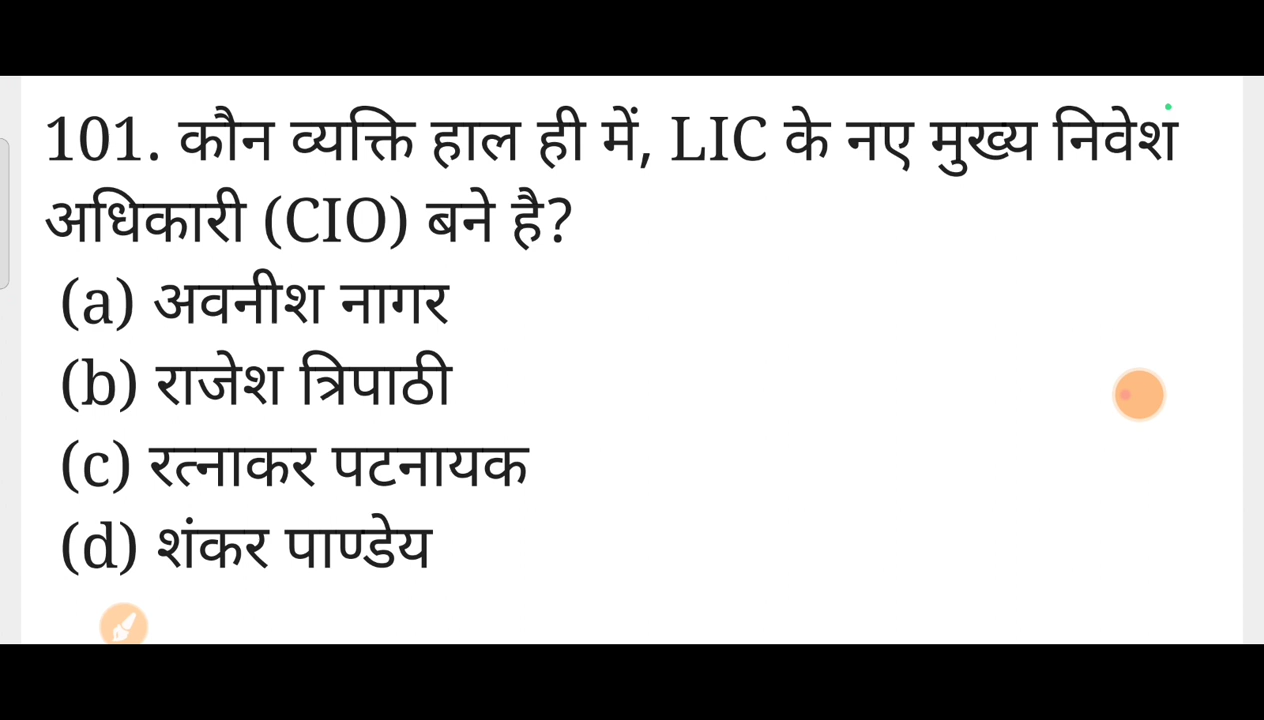 101. कौन व्यक्ति हाल ही में, LIC के नए मुख्य निवेश
अधिकारी (CIO) बने है?
(a) अवनीश नागर
(b) राजेश त्रिपाठी
(c) रत्नाकर पटनायक
(d) शंकर पाण्डेय